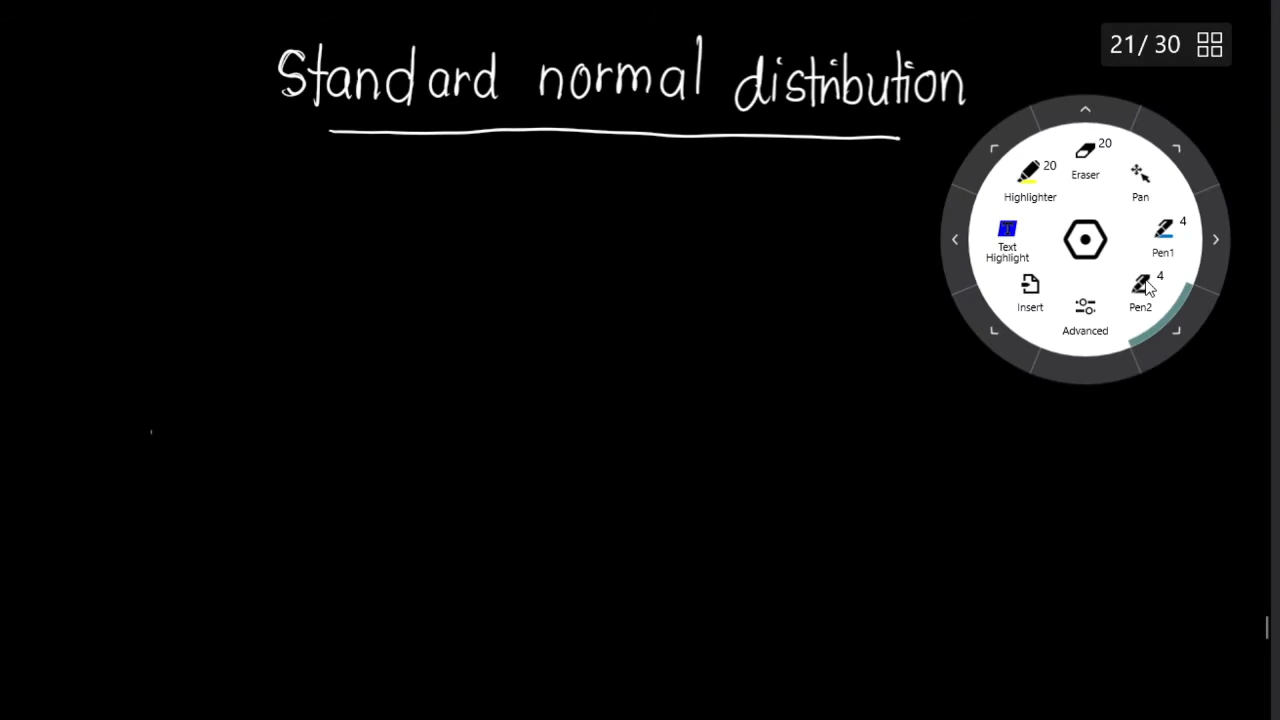 Standard normal distribution
21/ 30
20
Eraser
20
Highlighter
Pan
4
Pen1
T
Text
Highlight
4
Pen2
Insert
Advanced